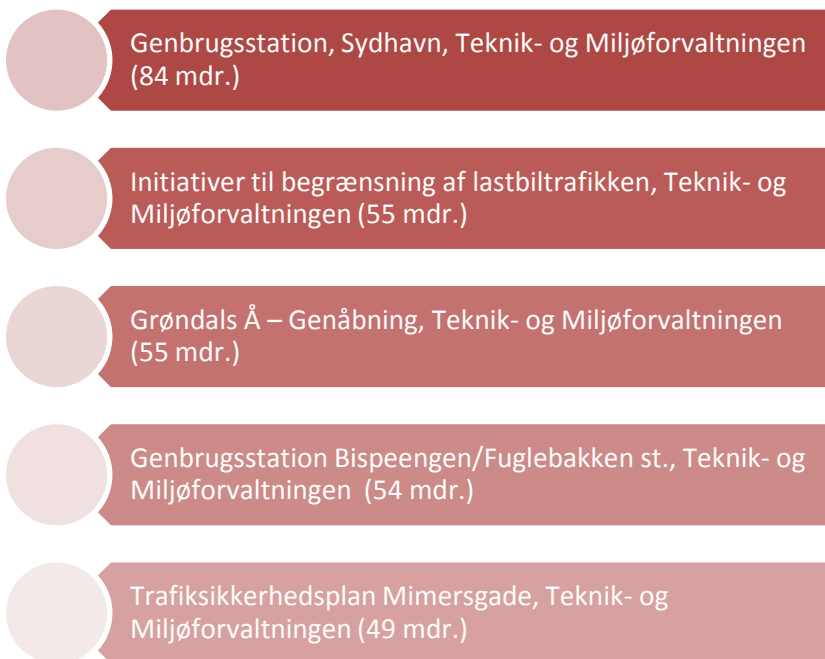 Genbrugsstation, Sydhavn, Teknik- og Miljøforvaltningen
(84 mdr.)
Initiativer til begrænsning af lastbiltrafikken, Teknik- og
Miljøforvaltningen (55 mdr.)
Grøndals Å – Genåbning, Teknik- og Miljøforvaltningen
(55 mdr.)
Genbrugsstation Bispeengen/Fuglebakken st., Teknik- og
Miljøforvaltningen  (54 mdr.)
Trafiksikkerhedsplan Mimersgade, Teknik- og
Miljøforvaltningen (49 mdr.)